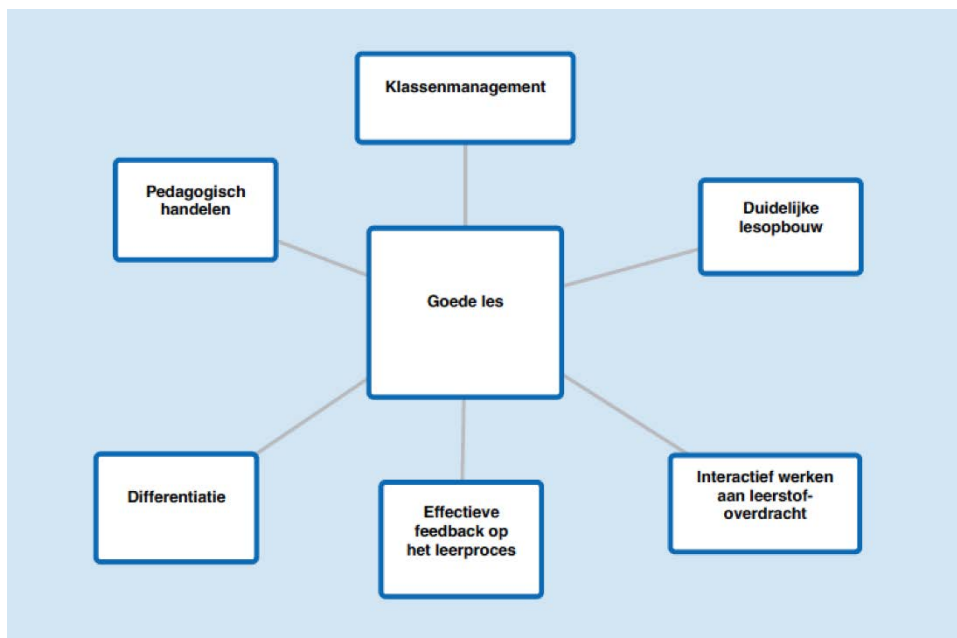 Klassenmanagement
Pedagogisch
handelen
Duidelijke
lesopbouw
Goede les
Differentiatie
Effectieve
feedback op
het leerproces
Interactief werken
aan leerstof-
overdracht